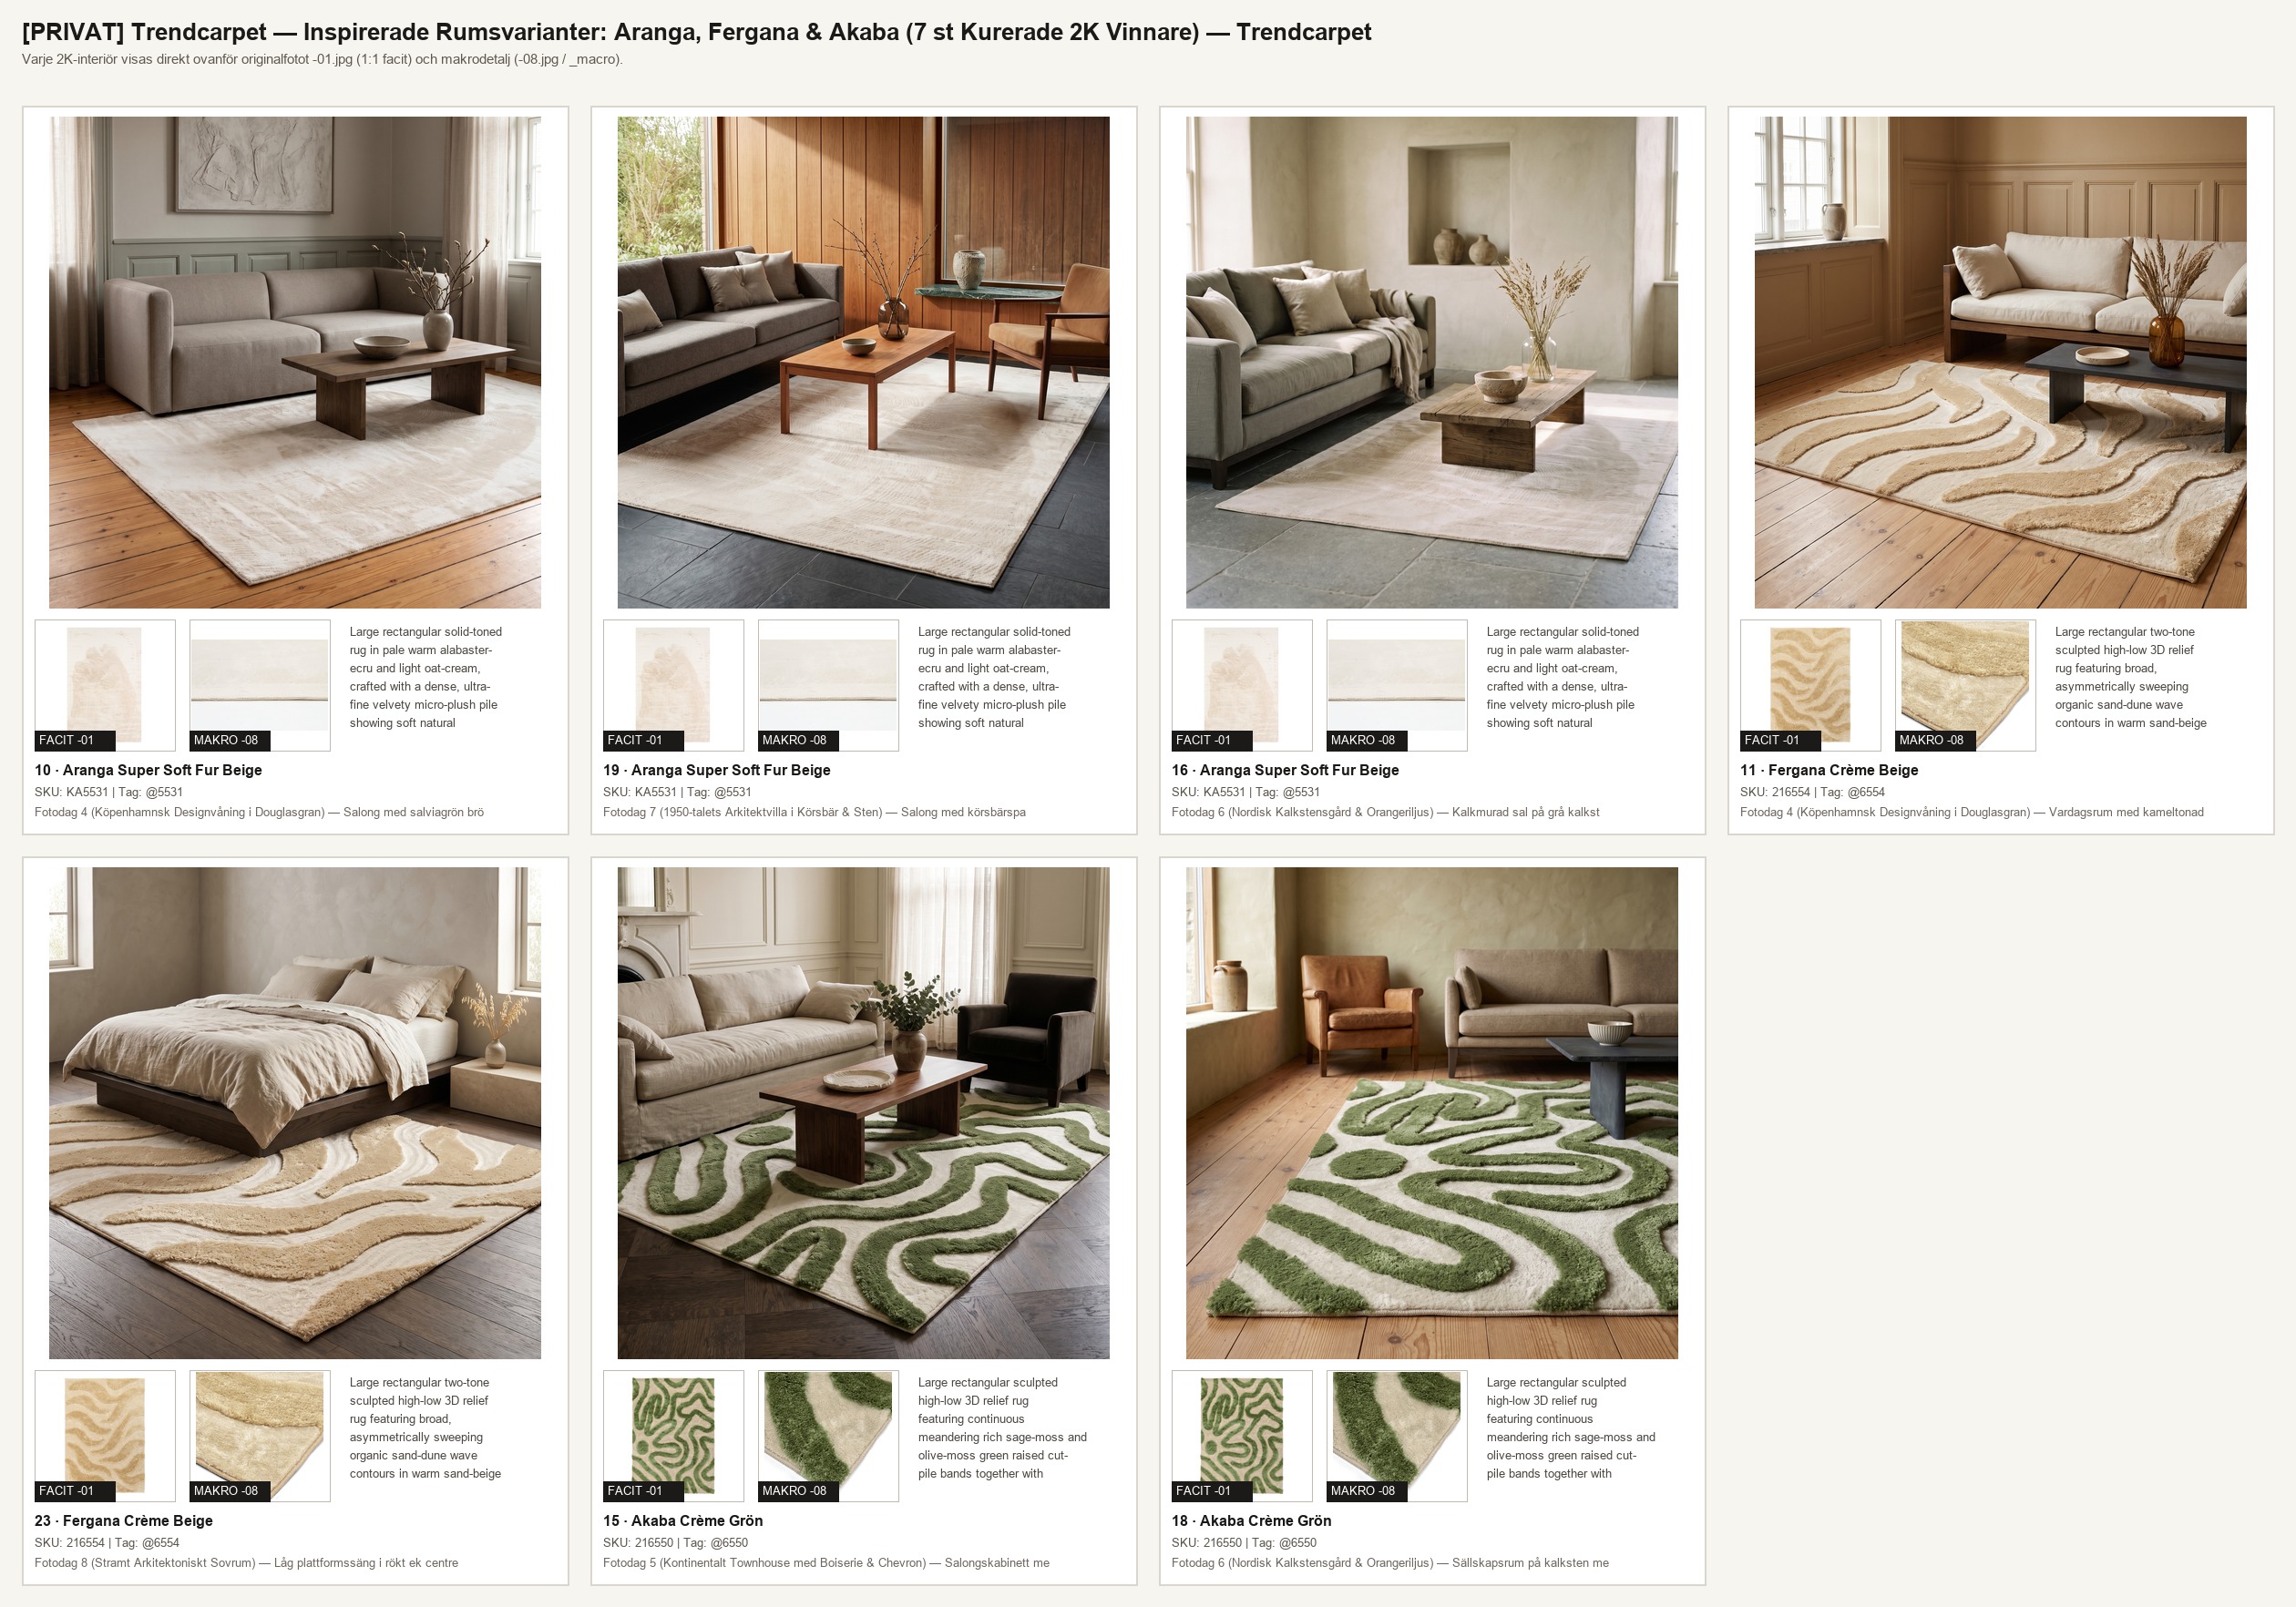 [PRIVAT] Trendcarpet — Inspirerade Rumsvarianter: Aranga, Fergana & Akaba (7 st Kurerade 2K Vinnare) — Trendcarpet
Varje 2K-interiör visas direkt ovanför originalfotot -01.jpg (1:1 facit) och makrodetalj (-08.jpg / _macro).
Large rectangular solid-toned
rug in pale warm alabaster-
ecru and light oat-cream,
crafted with a dense, ultra-
fine velvety micro-plush pile
showing soft natural
FACIT -01
MAKRO -08
10 · Aranga Super Soft Fur Beige
SKU: KA5531 | Tag: @5531
Fotodag 4 (Köpenhamnsk Designvåning i Douglasgran) — Salong med salviagrön brö
Large rectangular solid-toned
rug in pale warm alabaster-
ecru and light oat-cream,
crafted with a dense, ultra-
fine velvety micro-plush pile
showing soft natural
FACIT -01
MAKRO -08
19 · Aranga Super Soft Fur Beige
SKU: KA5531 | Tag: @5531
Fotodag 7 (1950-talets Arkitektvilla i Körsbär & Sten) — Salong med körsbärspa
Large rectangular solid-toned
rug in pale warm alabaster-
ecru and light oat-cream,
crafted with a dense, ultra-
fine velvety micro-plush pile
showing soft natural
FACIT -01
MAKRO -08
16 · Aranga Super Soft Fur Beige
SKU: KA5531 | Tag: @5531
Fotodag 6 (Nordisk Kalkstensgård & Orangeriljus) — Kalkmurad sal på grå kalkst
Large rectangular two-tone
sculpted high-low 3D relief
rug featuring broad,
asymmetrically sweeping
organic sand-dune wave
contours in warm sand-beige
FACIT -01
MAKRO -08
11 · Fergana Crème Beige
SKU: 216554 | Tag: @6554
Fotodag 4 (Köpenhamnsk Designvåning i Douglasgran) — Vardagsrum med kameltonad
Large rectangular two-tone
sculpted high-low 3D relief
rug featuring broad,
asymmetrically sweeping
organic sand-dune wave
contours in warm sand-beige
FACIT -01
MAKRO -08
23 · Fergana Crème Beige
SKU: 216554 | Tag: @6554
Fotodag 8 (Stramt Arkitektoniskt Sovrum) — Låg plattformssäng i rökt ek centre
Large rectangular sculpted
high-low 3D relief rug
featuring continuous
meandering rich sage-moss and
olive-moss green raised cut-
pile bands together with
FACIT -01
MAKRO -08
15 · Akaba Crème Grön
SKU: 216550 | Tag: @6550
Fotodag 5 (Kontinentalt Townhouse med Boiserie & Chevron) — Salongskabinett me
Large rectangular sculpted
high-low 3D relief rug
featuring continuous
meandering rich sage-moss and
olive-moss green raised cut-
pile bands together with
FACIT -01
MAKRO -08
18 · Akaba Crème Grön
SKU: 216550 | Tag: @6550
Fotodag 6 (Nordisk Kalkstensgård & Orangeriljus) — Sällskapsrum på kalksten me